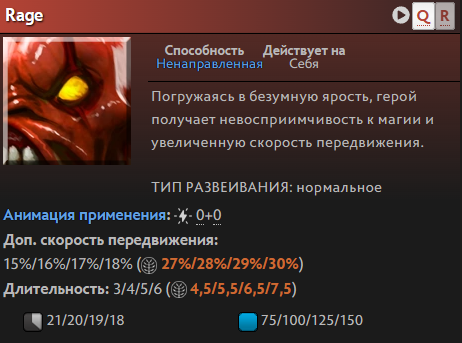 Rage Q R
Способность Действует на
Ненаправленная Себя
Погружаясь в безумную ярость, герой
получает невосприимчивость к магии и
увеличенную скорость передвижения.
ТИП РАЗВЕИВАНИЯ: нормальное
Анимация применения: 0+0
Доп. скорость передвижения:
15%/16%/17%/18% ( 27%/28%/29%/30%)
Длительность: 3/4/5/6 ( 4,5/5,5/6,5/7,5)
21/20/19/18 75/100/125/150